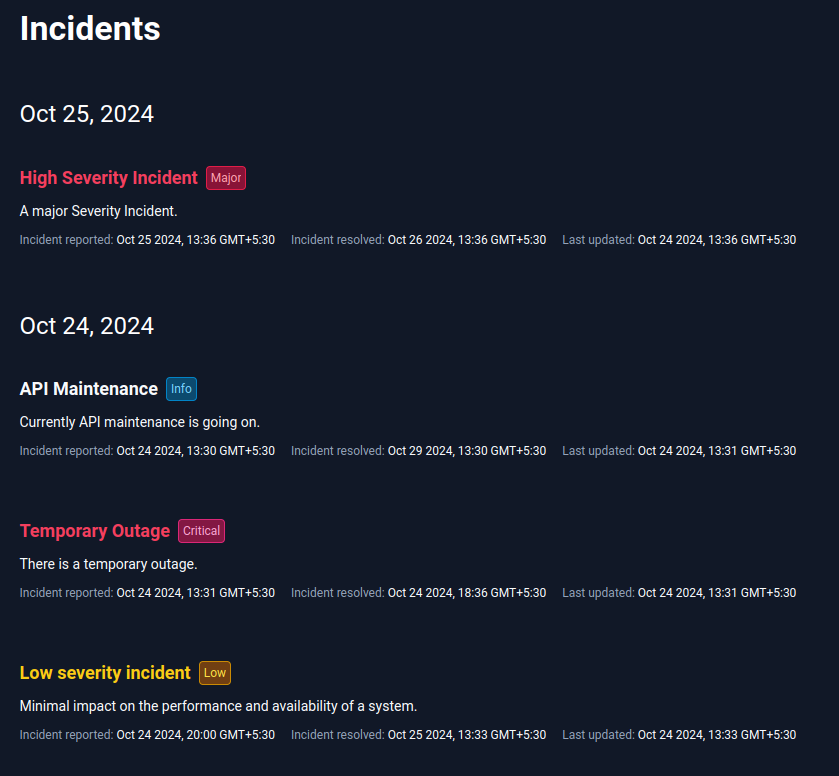 Incidents
Oct 25, 2024
High Severity Incident Major
A major Severity Incident.
Incident reported: Oct 25 2024, 13:36 GMT+5:30 Incident resolved: Oct 26 2024, 13:36 GMT+5:30 Last updated: Oct 24 2024, 13:36 GMT+5:30
Oct 24, 2024
API Maintenance Info
Currently API maintenance is going on.
Incident reported: Oct 24 2024, 13:30 GMT+5:30 Incident resolved: Oct 29 2024, 13:30 GMT+5:30 Last updated: Oct 24 2024, 13:31 GMT+5:30
Temporary Outage Critical
There is a temporary outage.
Incident reported: Oct 24 2024, 13:31 GMT+5:30 Incident resolved: Oct 24 2024, 18:36 GMT+5:30 Last updated: Oct 24 2024, 13:31 GMT+5:30
Low severity incident Low
Minimal impact on the performance and availability of a system.
Incident reported: Oct 24 2024, 20:00 GMT+5:30 Incident resolved: Oct 25 2024, 13:33 GMT+5:30 Last updated: Oct 24 2024, 13:33 GMT+5:30